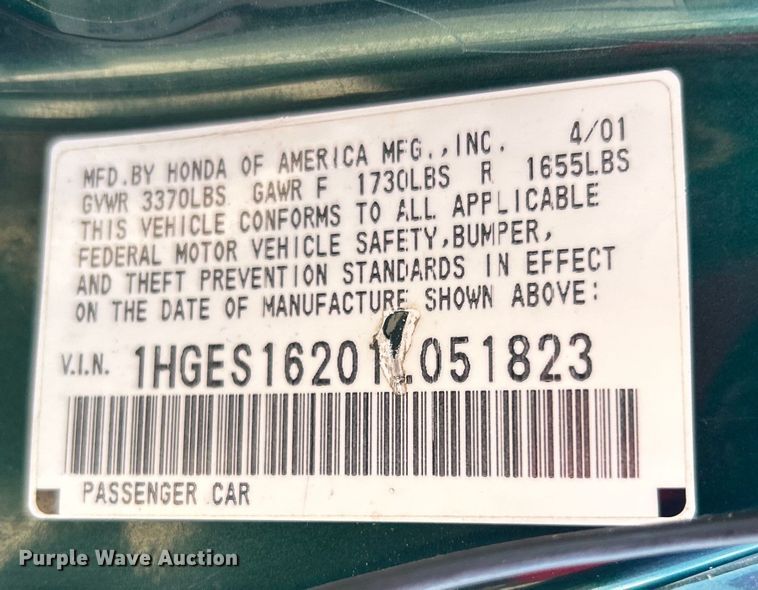 MFD.BY HONDA OF AMERICA MFG.,INC. 4/01
GVWR 3370LBS GAWR F 1730LBS R 1655LBS
THIS VEHICLE CONFORMS TO ALL APPLICABLE
FEDERAL MOTOR VEHICLE SAFETY,BUMPER,
AND THEFT PREVENTION STANDARDS IN EFFECT
ON THE DATE OF MANUFACTURE SHOWN ABOVE:
V.I.N. 1HGES16201L051823
PASSENGER CAR
Purple Wave Auction